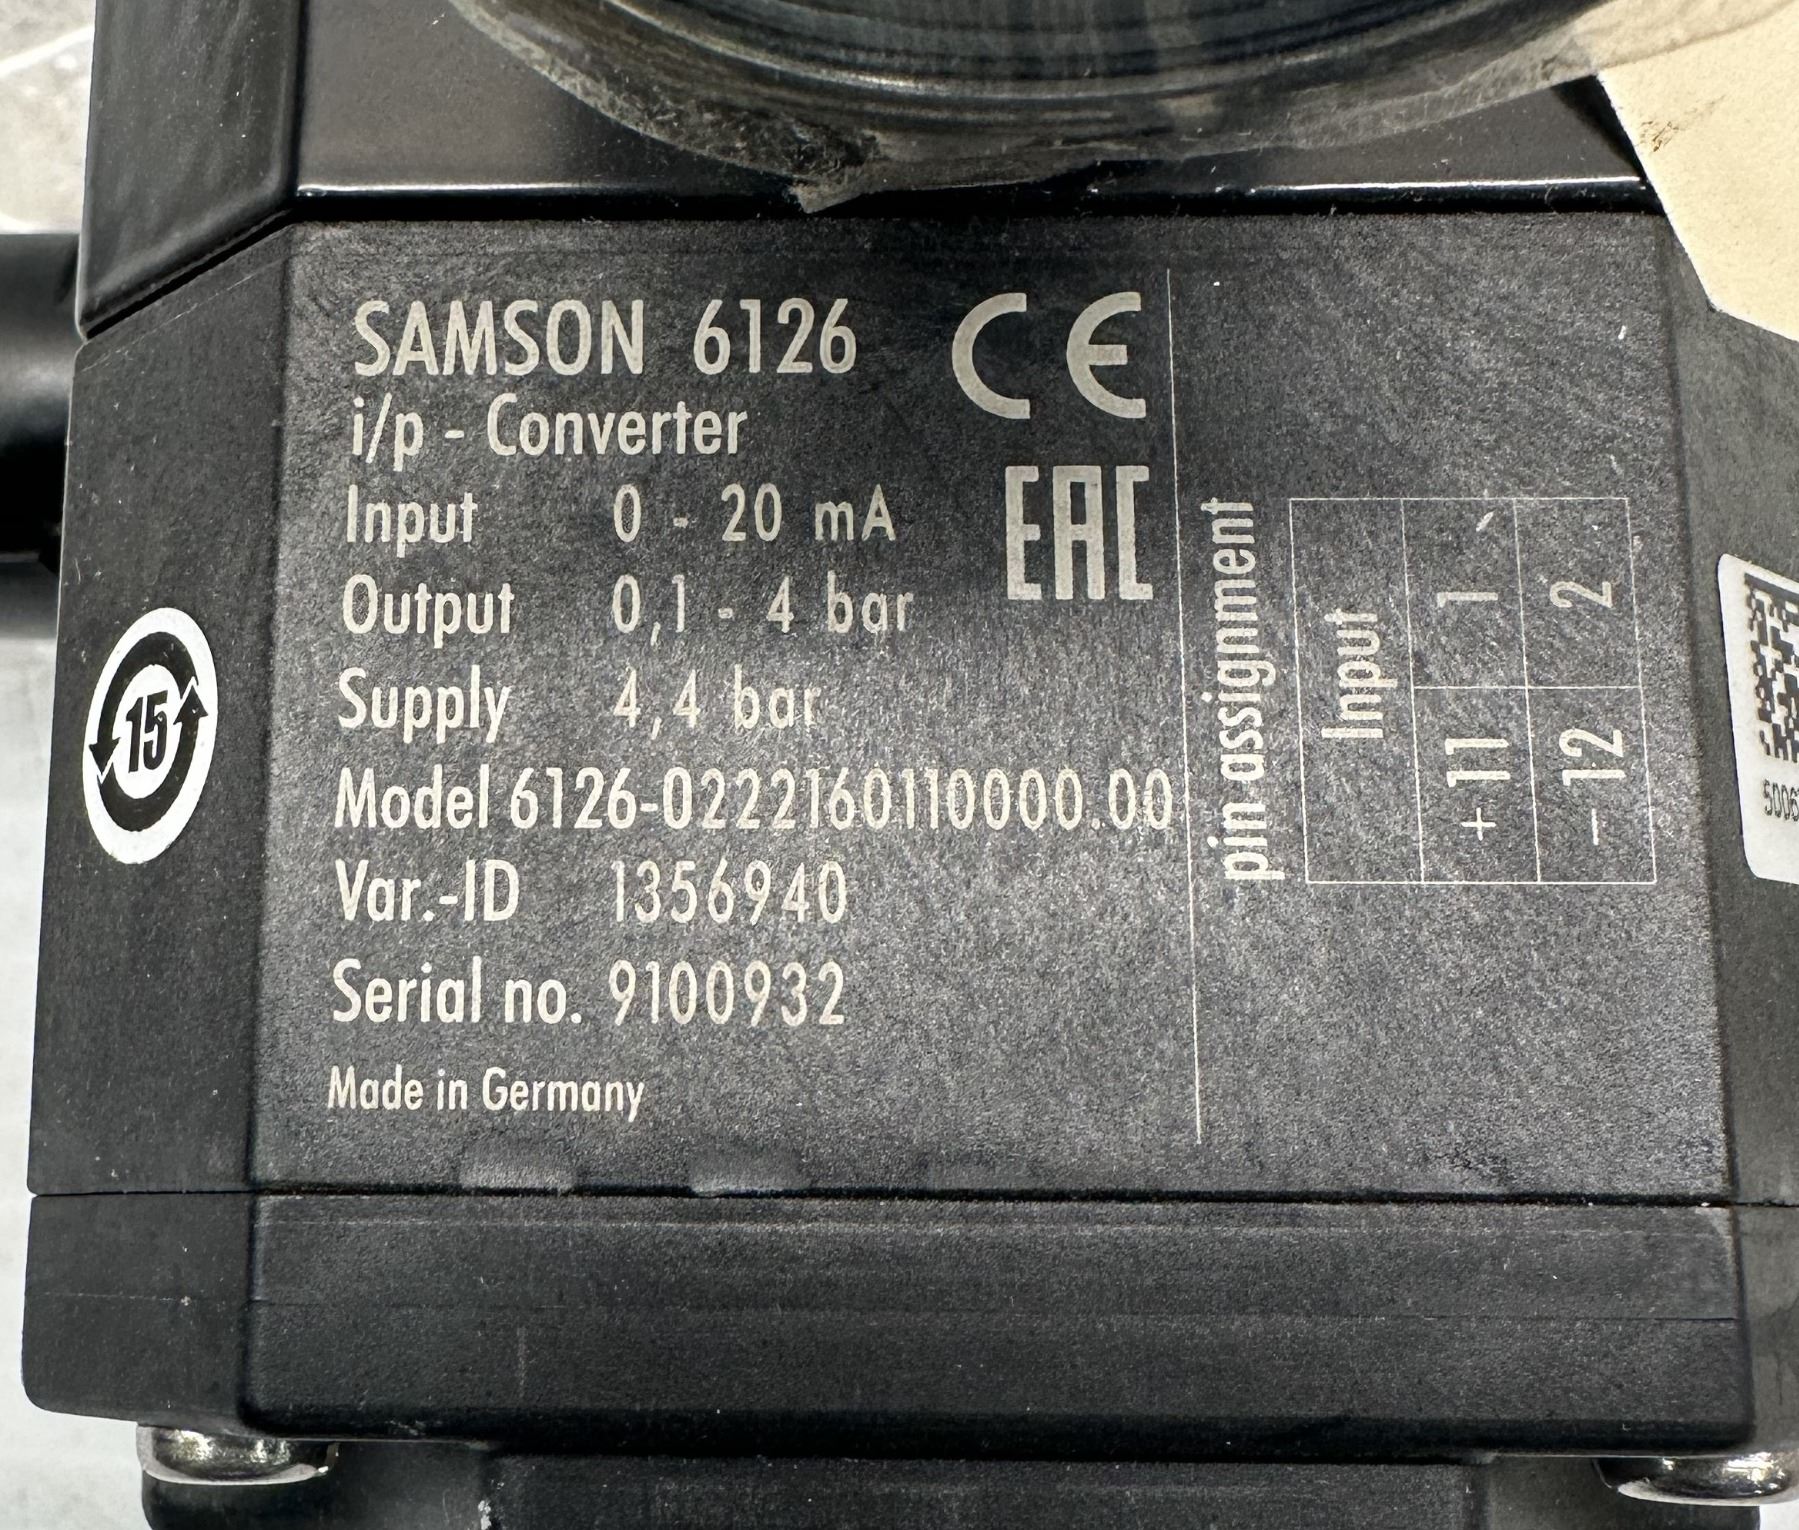 SAMSON 6126
CE
i/p - Converter
EAC
Input 0 - 20 mA
Output 0,1 - 4 bar
Supply 4,4 bar
Model 6126-0222160110000.00
Var.-ID 1356940
Serial no. 9100932
Made in Germany
pin assignment
Input
+11 1
-12 2
15